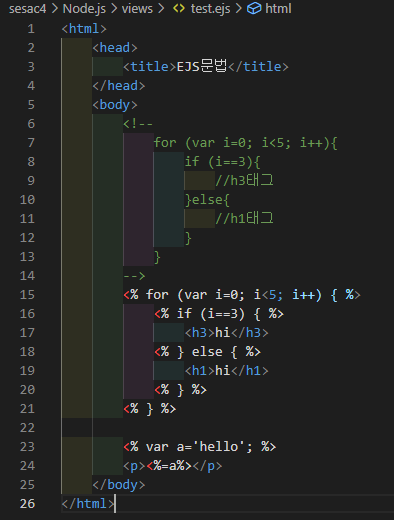 sesac4 > Node.js > views > <> test.ejs > html
1 <html>
2 <head>
3 <title>EJS문법</title>
4 </head>
5 <body>
6 <!--
7 for (var i=0; i<5; i++){
8 if (i==3){
9 //h3태그
10 }else{
11 //h1태그
12 }
13 }
14 -->
15 <% for (var i=0; i<5; i++) { %>
16 <% if (i==3) { %>
17 <h3>hi</h3>
18 <% } else { %>
19 <h1>hi</h1>
20 <% } %>
21 <% } %>
22
23 <% var a='hello'; %>
24 <p><%=a%></p>
25 </body>
26 </html>